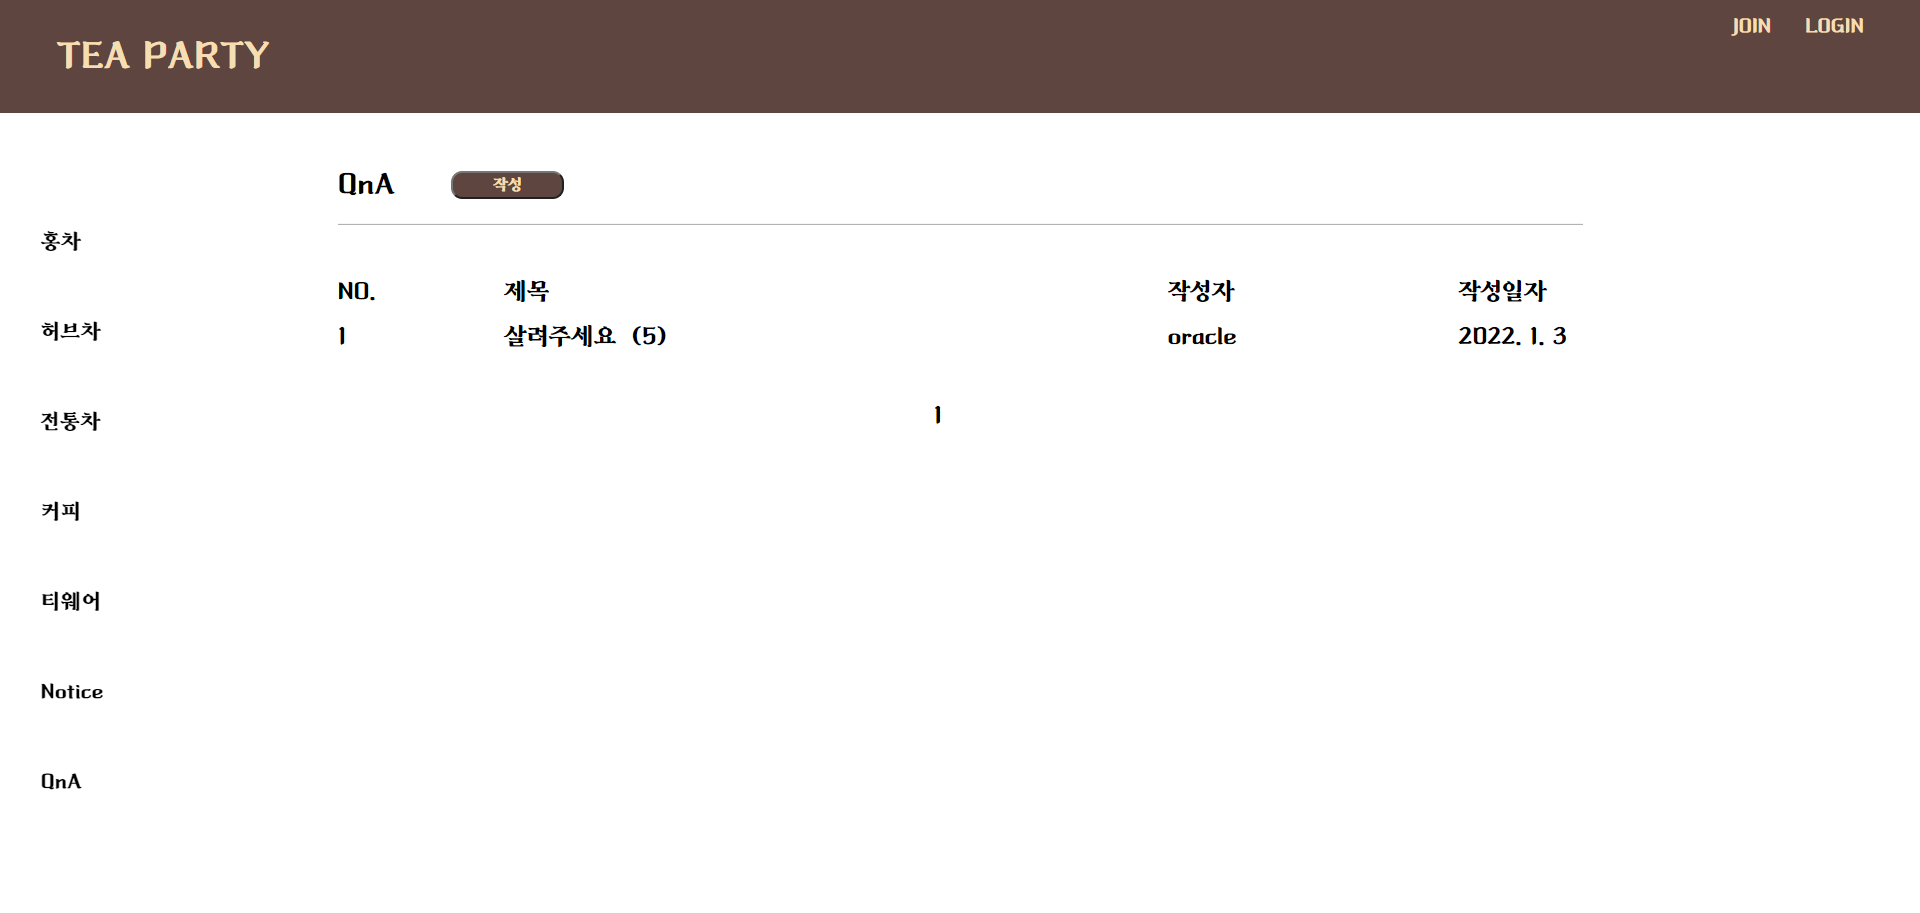 TEA PARTY
JOIN LOGIN
QnA 작성
홍차
허브차
전통차
커피
티웨어
Notice
QnA
NO. 제목 작성자 작성일자
1 살려주세요 (5) oracle 2022. 1. 3
1